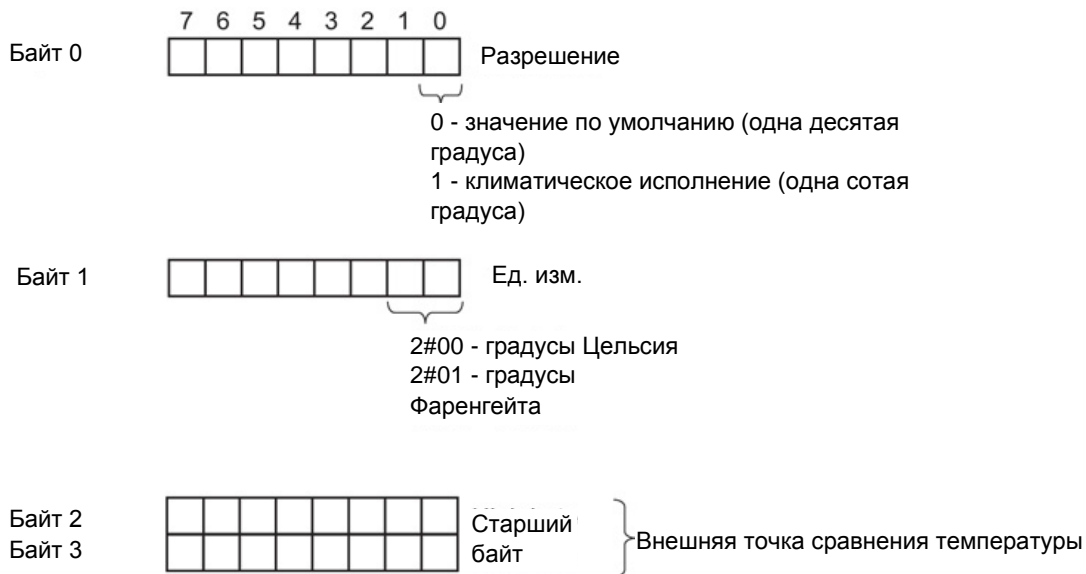 7 6 5 4 3 2 1 0
Байт 0
Разрешение
0 - значение по умолчанию (одна десятая
градуса)
1 - климатическое исполнение (одна сотая
градуса)
Байт 1
Ед. изм.
2#00 - градусы Цельсия
2#01 - градусы
Фаренгейта
Байт 2
Байт 3
Старший
байт
Внешняя точка сравнения температуры